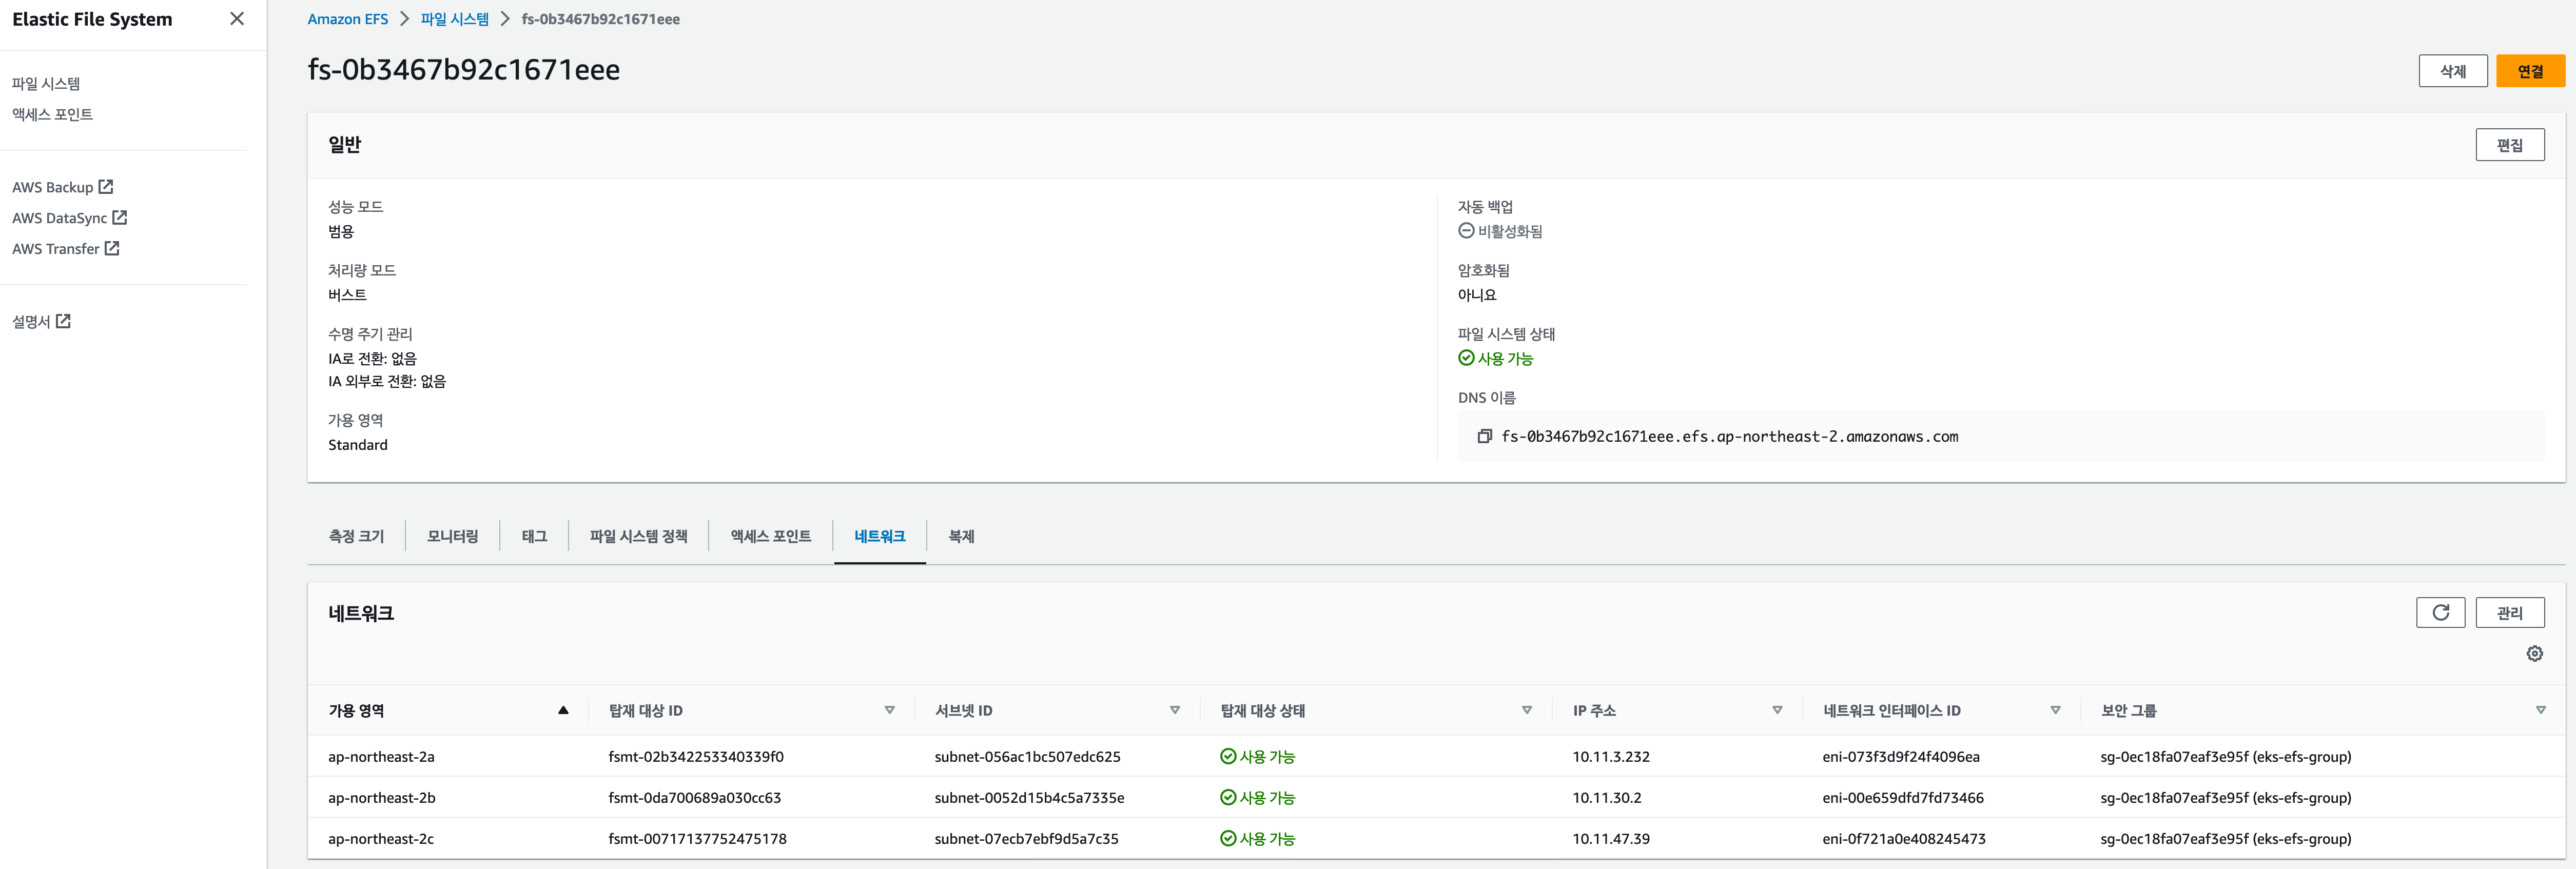 Elastic File System
파일 시스템
액세스 포인트
AWS Backup
AWS DataSync
AWS Transfer
설명서
Amazon EFS
파일 시스템
fs-0b3467b92c1671eee
fs-0b3467b92c1671eee
삭제
연결
일반
편집
성능 모드
범용
처리량 모드
버스트
수명 주기 관리
IA로 전환: 없음
IA 외부로 전환: 없음
가용 영역
Standard
자동 백업
비활성화됨
암호화됨
아니요
파일 시스템 상태
사용 가능
DNS 이름
fs-0b3467b92c1671eee.efs.ap-northeast-2.amazonaws.com
측정 크기 모니터링 태그 파일 시스템 정책 액세스 포인트 네트워크 복제
네트워크
관리
가용 영역 탑재 대상 ID 서브넷 ID 탑재 대상 상태 IP 주소 네트워크 인터페이스 ID 보안 그룹
ap-northeast-2a fsmt-02b342253340339f0 subnet-056ac1bc507edc625 사용 가능 10.11.3.232 eni-073f3d9f24f4096ea sg-0ec18fa07eaf3e95f (eks-efs-group)
ap-northeast-2b fsmt-0da700689a030cc63 subnet-0052d15b4c5a7335e 사용 가능 10.11.30.2 eni-00e659dfd7fd73466 sg-0ec18fa07eaf3e95f (eks-efs-group)
ap-northeast-2c fsmt-00717137752475178 subnet-07ecb7ebf9d5a7c35 사용 가능 10.11.47.39 eni-0f721a0e408245473 sg-0ec18fa07eaf3e95f (eks-efs-group)